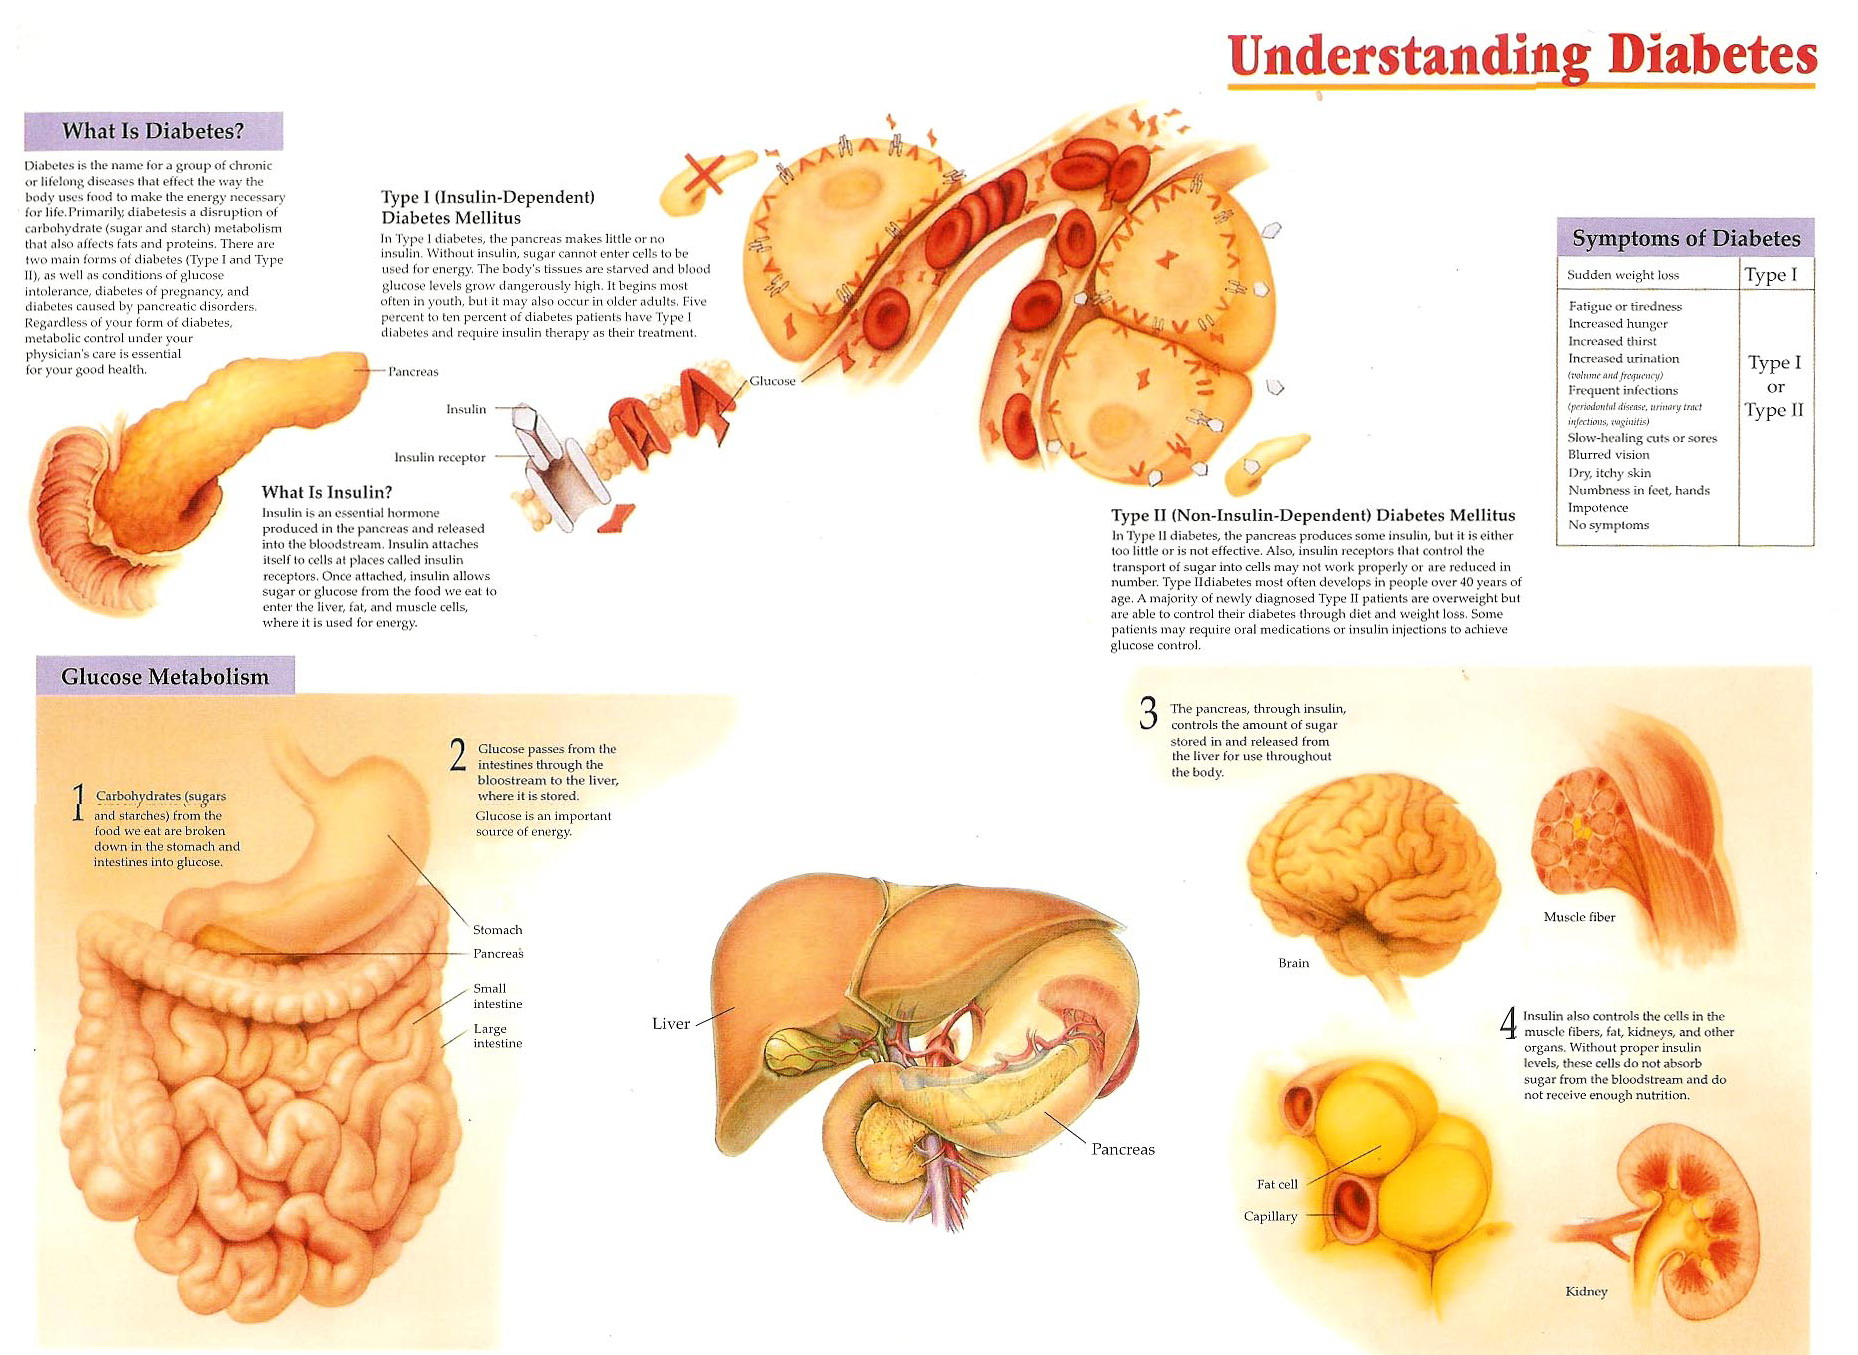 Understanding Diabetes
What Is Diabetes?
Diabetes is the name for a group of chronic
or lifelong diseases that effect the way the
body uses food to make the energy necessary
for life.Primarily, diabetesis a disruption of
carbohydrate (sugar and starch) metabolism
that also affects fats and proteins. There are
two main forms of diabetes (Type I and Type
II), as well as conditions of glucose
intolerance, diabetes of pregnancy, and
diabetes caused by pancreatic disorders.
Regardless of your form of diabetes,
metabolic control under your
physician's care is essential
for your good health.
Type I (Insulin-Dependent)
Diabetes Mellitus
In Type I diabetes, the pancreas makes little or no
insulin. Without insulin, sugar cannot enter cells to be
used for energy. The body's tissues are starved and blood
glucose levels grow dangerously high. It begins most
often in youth, but it may also occur in older adults. Five
percent to ten percent of diabetes patients have Type I
diabetes and require insulin therapy as their treatment.
Pancreas
Insulin
Insulin receptor
Glucose
What Is Insulin?
Insulin is an essential hormone
produced in the pancreas and released
into the bloodstream. Insulin attaches
itself to cells at places called insulin
receptors. Once attached, insulin allows
sugar or glucose from the food we eat to
enter the liver, fat, and muscle cells,
where it is used for energy.
Type II (Non-Insulin-Dependent) Diabetes Mellitus
In Type II diabetes, the pancreas produces some insulin, but it is either
too little or is not effective. Also, insulin receptors that control the
transport of sugar into cells may not work properly or are reduced in
number. Type IIdiabetes most often develops in people over 40 years of
age. A majority of newly diagnosed Type II patients are overweight but
are able to control their diabetes through diet and weight loss. Some
patients may require oral medications or insulin injections to achieve
glucose control.
Symptoms of Diabetes
Sudden weight loss
Type I
Fatigue or tiredness
Increased hunger
Increased thirst
Increased urination
(volume and frequency)
Frequent infections
(periodontal disease, urinary tract
infections, vaginitis)
Slow-healing cuts or sores
Blurred vision
Dry, itchy skin
Numbness in feet, hands
Impotence
No symptoms
Type I
or
Type II
Glucose Metabolism
1 Carbohydrates (sugars
and starches) from the
food we eat are broken
down in the stomach and
intestines into glucose.
2 Glucose passes from the
intestines through the
bloostream to the liver,
where it is stored.
Glucose is an important
source of energy.
Stomach
Pancreas
Small
intestine
Large
intestine
Liver
Pancreas
3 The pancreas, through insulin,
controls the amount of sugar
stored in and released from
the liver for use throughout
the body.
Brain
Muscle fiber
4 Insulin also controls the cells in the
muscle fibers, fat, kidneys, and other
organs. Without proper insulin
levels, these cells do not absorb
sugar from the bloodstream and do
not receive enough nutrition.
Fat cell
Capillary
Kidney